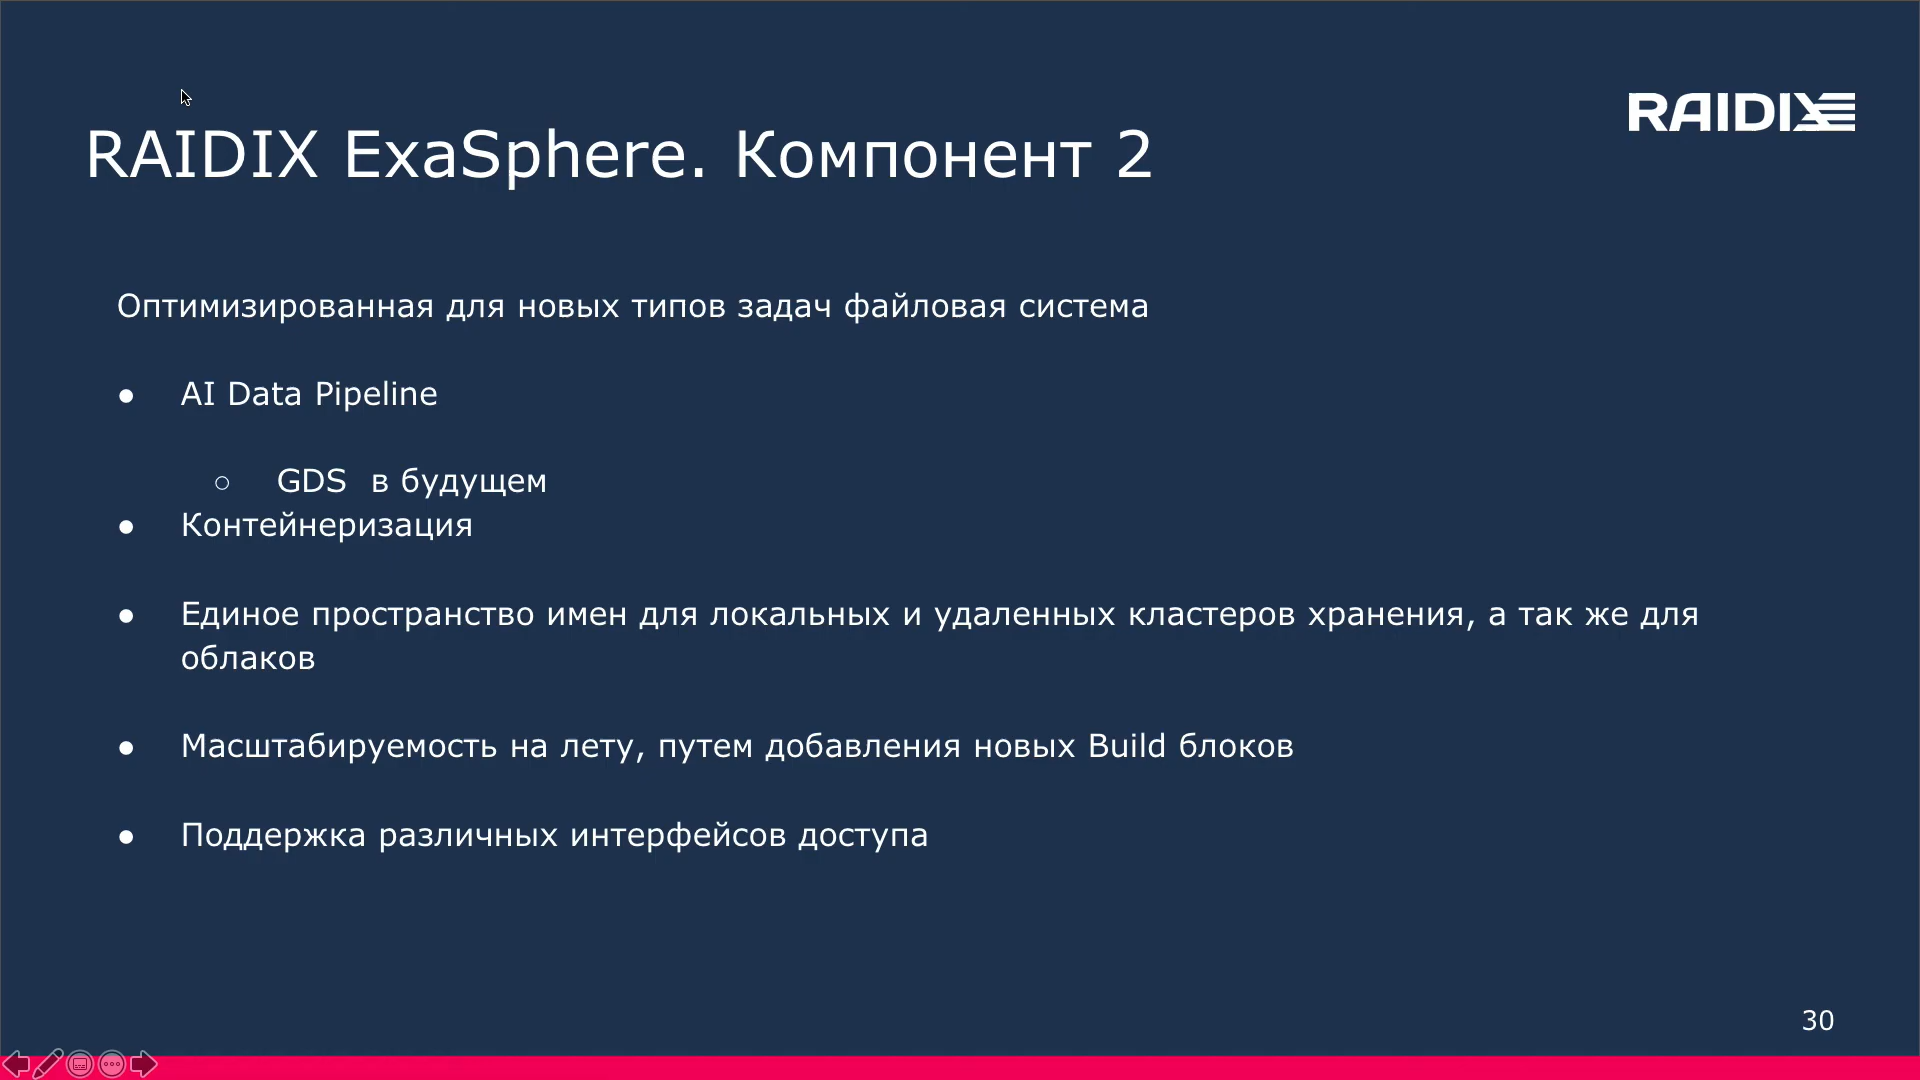 RAIDIX
RAIDIX ExaSphere. Компонент 2
Оптимизированная для новых типов задач файловая система
● AI Data Pipeline
○ GDS в будущем
● Контейнеризация
● Единое пространство имен для локальных и удаленных кластеров хранения, а так же для
облаков
● Масштабируемость на лету, путем добавления новых Build блоков
● Поддержка различных интерфейсов доступа
30